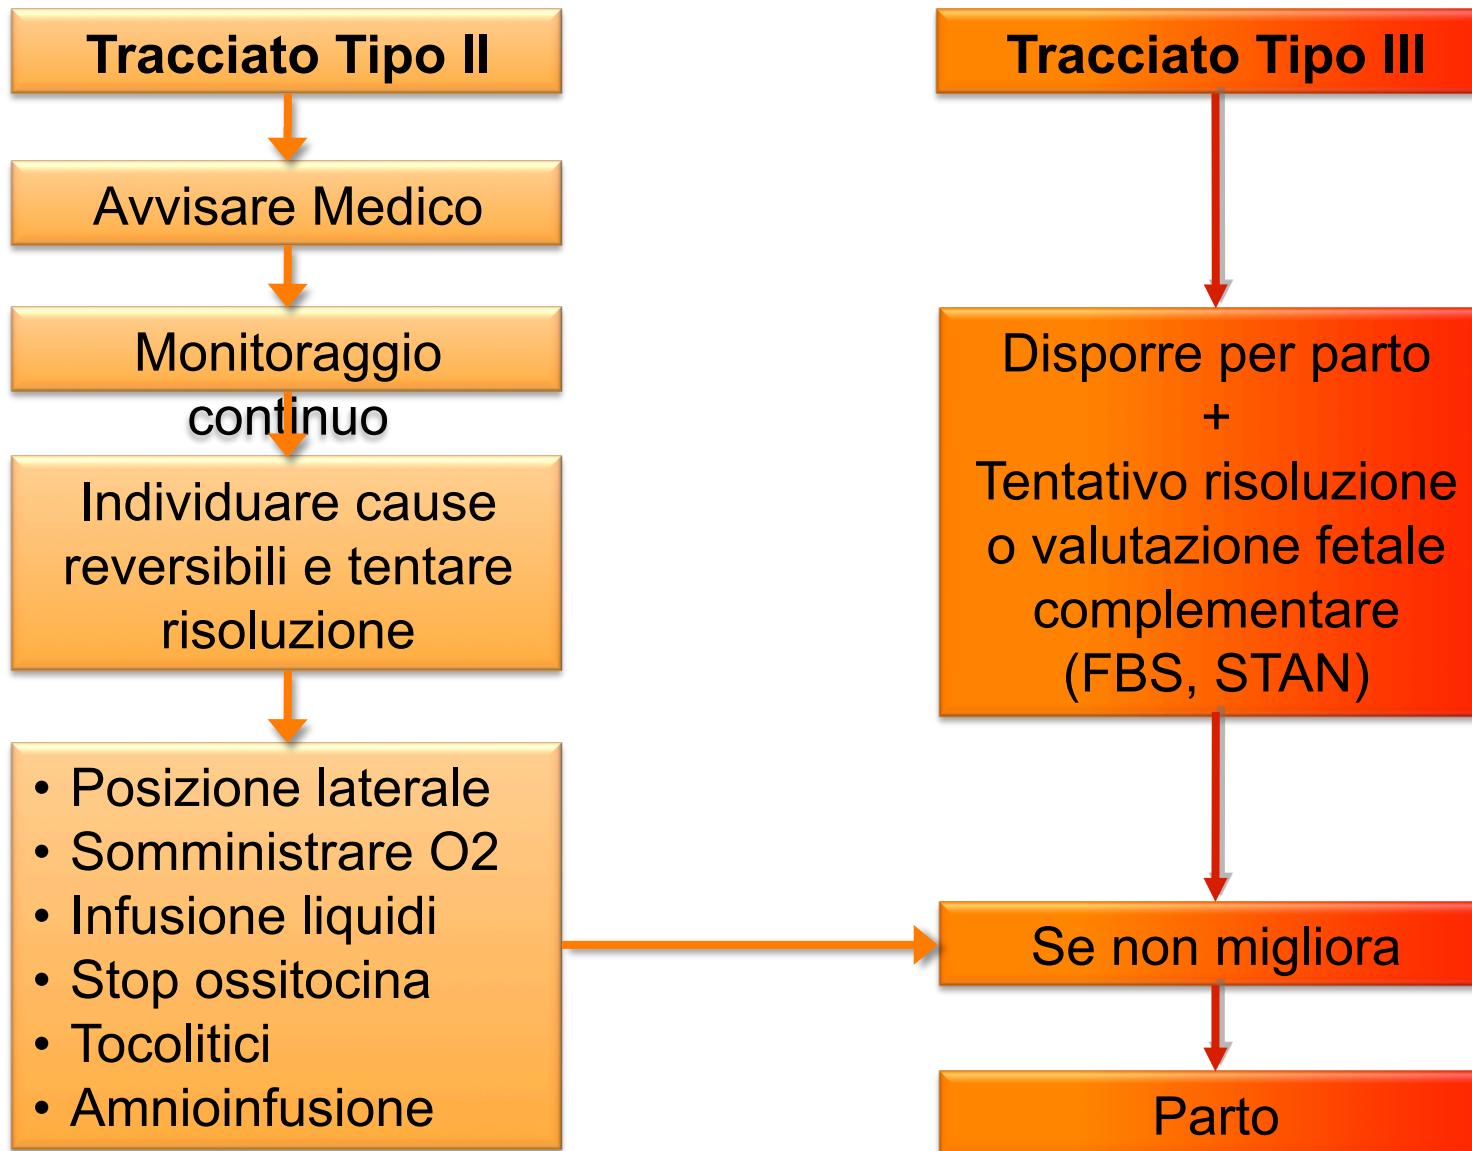 Tracciato Tipo II
Avvisare Medico
Monitoraggio
continuo
Individuare cause
reversibili e tentare
risoluzione
• Posizione laterale
• Somministrare O2
• Infusione liquidi
• Stop ossitocina
• Tocolitici
• Amnioinfusione
Tracciato Tipo III
Disporre per parto
+
Tentativo risoluzione
o valutazione fetale
complementare
(FBS, STAN)
Se non migliora
Parto